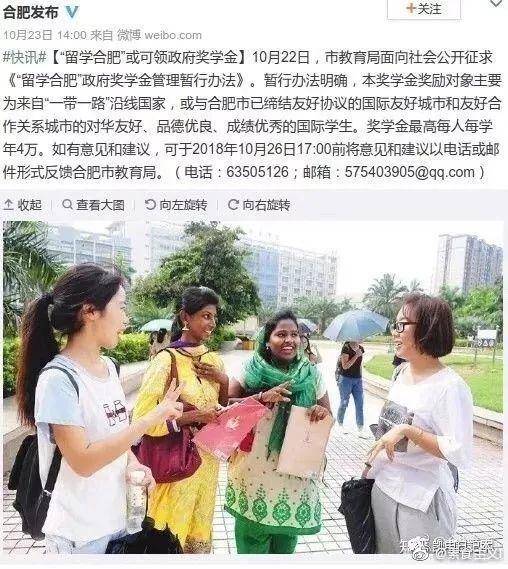 合肥发布
+关注
10月23日 14:00 来自 微博 weibo.com
#快讯#【“留学合肥”或可领政府奖学金】10月22日，市教育局面向社会公开征求
《“留学合肥”政府奖学金管理暂行办法》。暂行办法明确，本奖学金奖励对象主要
为来自“一带一路”沿线国家，或与合肥市已缔结友好协议的国际友好城市和友好合
作关系城市的对华友好、品德优良、成绩优秀的国际学生。奖学金最高每人每学
年4万。如有意见和建议，可于2018年10月26日17:00前将意见和建议以电话或邮
件形式反馈合肥市教育局。（电话：63505126；邮箱：575403905@qq.com）
收起 查看大图 向左旋转 向右旋转